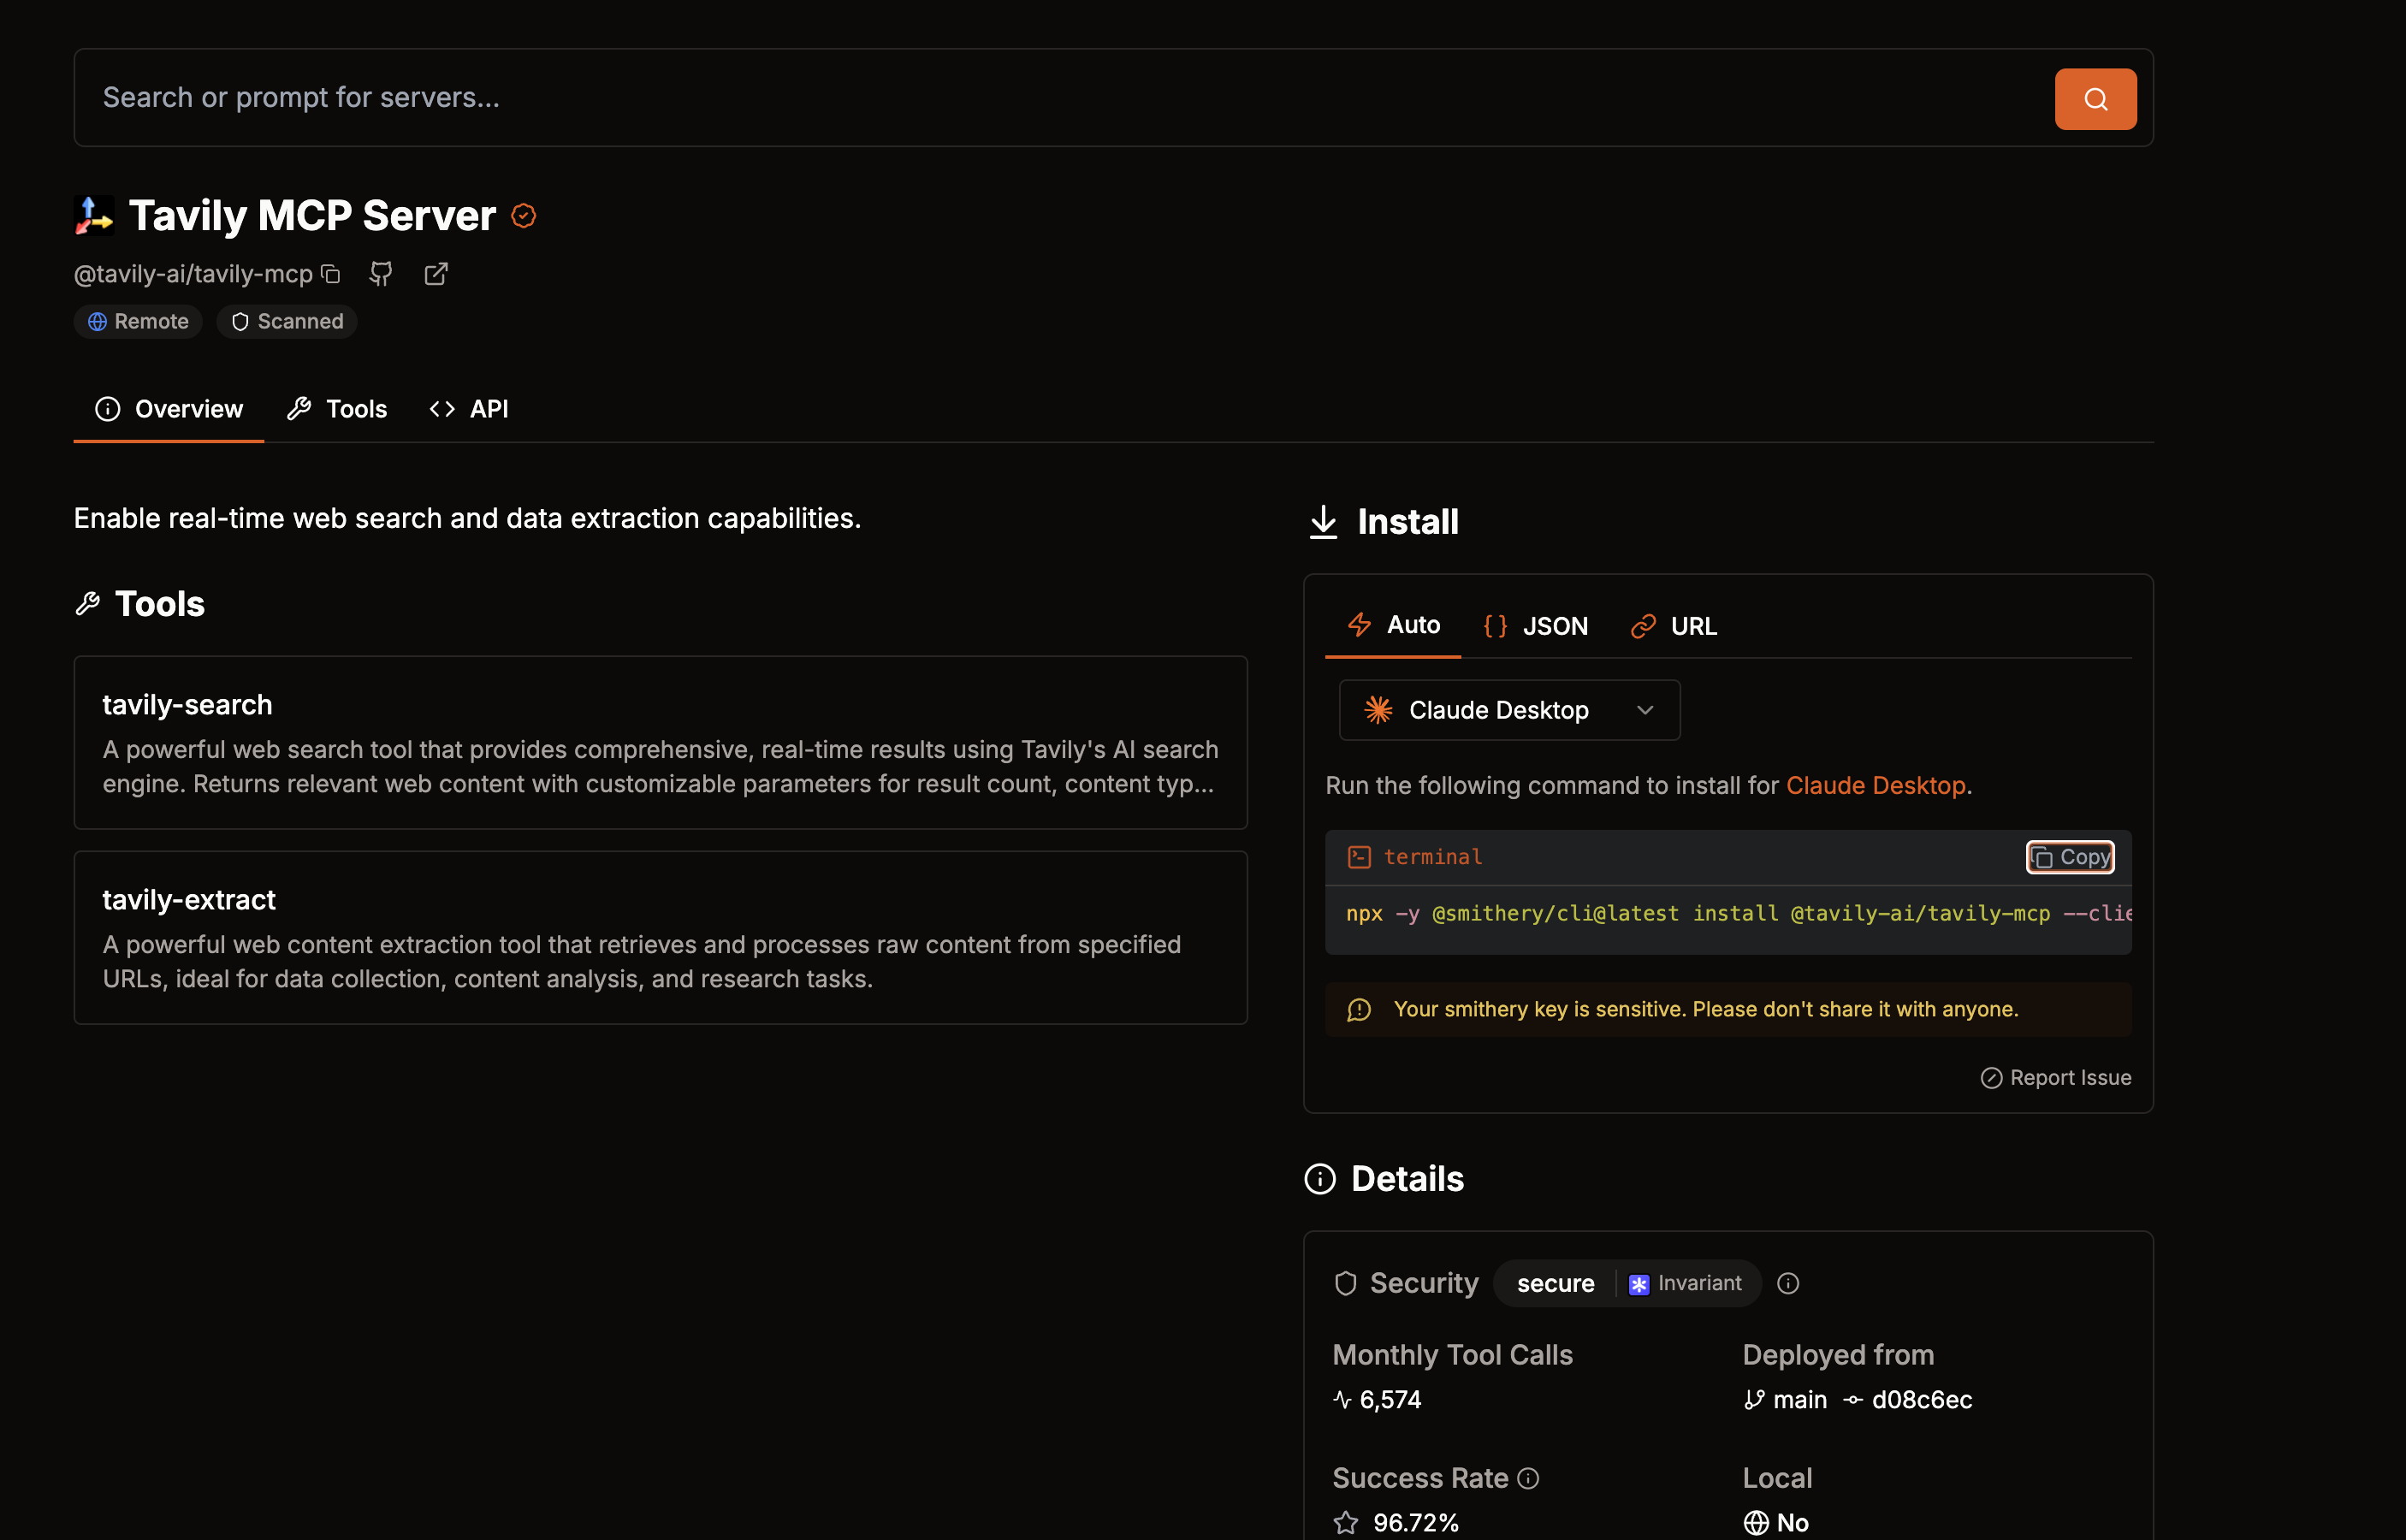 Search or prompt for servers...
Tavily MCP Server
@tavily-ai/tavily-mcp
Remote
Scanned
Overview
Tools
API
Enable real-time web search and data extraction capabilities.
Tools
tavily-search
A powerful web search tool that provides comprehensive, real-time results using Tavily's AI search
engine. Returns relevant web content with customizable parameters for result count, content typ...
tavily-extract
A powerful web content extraction tool that retrieves and processes raw content from specified
URLs, ideal for data collection, content analysis, and research tasks.
Install
Auto
{ } JSON
URL
Claude Desktop
Run the following command to install for Claude Desktop.
terminal
Copy
npx -y @smithery/cli@latest install @tavily-ai/tavily-mcp --clie
Your smithery key is sensitive. Please don't share it with anyone.
Report Issue
Details
Security
secure
Invariant
Monthly Tool Calls
6,574
Deployed from
main
d08c6ec
Success Rate
96.72%
Local
No